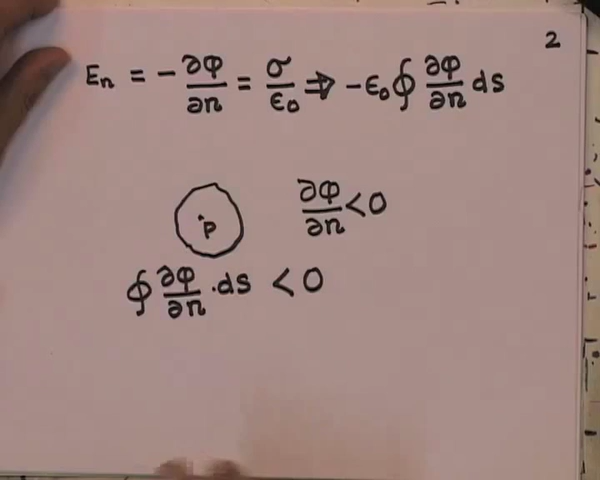 2
En = - ∂φ/∂n = σ/ε₀ ⇒ -ε₀ ∮ ∂φ/∂n ds
P
∂φ/∂n < 0
∮ ∂φ/∂n . ds < 0